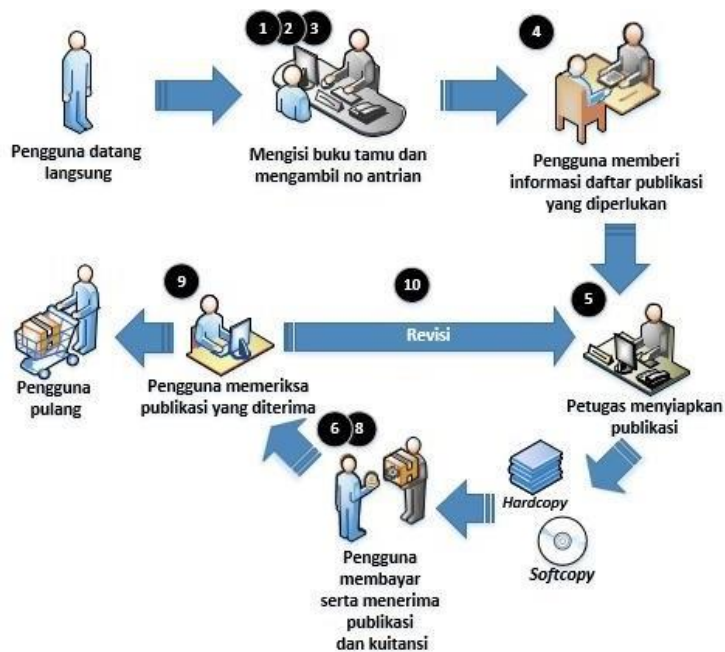 1 2 3
4
Pengguna datang
langsung
Mengisi buku tamu dan
mengambil no antrian
Pengguna memberi
informasi daftar publikasi
yang diperlukan
9
10
5
Revisi
Pengguna
pulang
Pengguna memeriksa
publikasi yang diterima
Petugas menyiapkan
publikasi
6 8
Hardcopy
Softcopy
Pengguna
membayar
serta menerima
publikasi
dan kuitansi